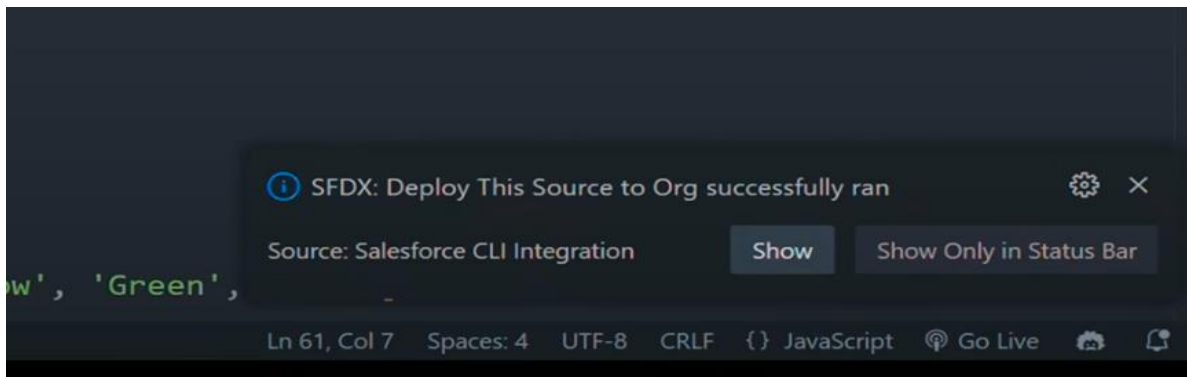 SFDX: Deploy This Source to Org successfully ran
Source: Salesforce CLI Integration Show Show Only in Status Bar
'Green',
Ln 61, Col 7 Spaces: 4 UTF-8 CRLF {} JavaScript Go Live